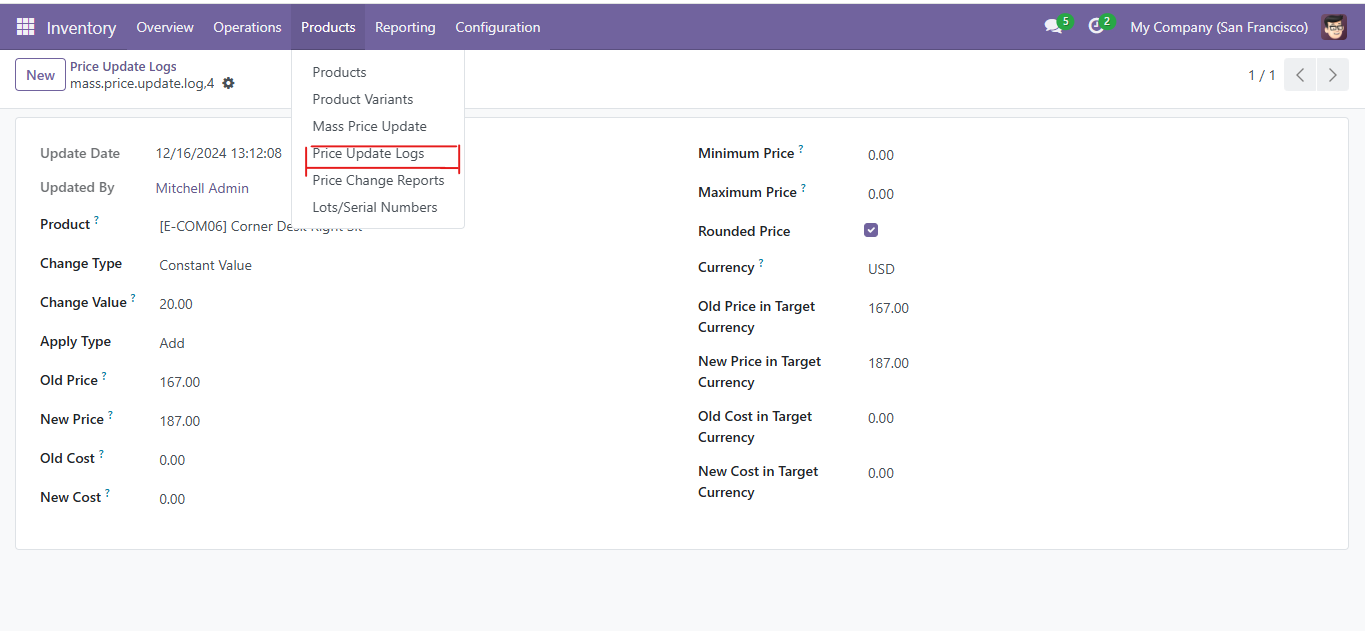 Inventory Overview Operations Products Reporting Configuration 5 2 My Company (San Francisco)
New Price Update Logs
mass.price.update.log,4
1 / 1
Products
Product Variants
Mass Price Update
Price Update Logs
Price Change Reports
Lots/Serial Numbers
Update Date 12/16/2024 13:12:08
Updated By Mitchell Admin
Product ? [E-COM06] Corner Desk Right Sit
Change Type Constant Value
Change Value ? 20.00
Apply Type Add
Old Price ? 167.00
New Price ? 187.00
Old Cost ? 0.00
New Cost ? 0.00
Minimum Price ? 0.00
Maximum Price ? 0.00
Rounded Price
Currency ? USD
Old Price in Target 167.00
Currency
New Price in Target 187.00
Currency
Old Cost in Target 0.00
Currency
New Cost in Target 0.00
Currency